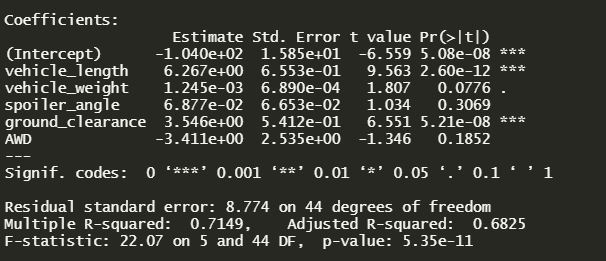 Coefficients:
Estimate Std. Error t value Pr(>|t|)
(Intercept) -1.040e+02 1.585e+01 -6.559 5.08e-08 ***
vehicle_length 6.267e+00 6.553e-01 9.563 2.60e-12 ***
vehicle_weight 1.245e-03 6.890e-04 1.807 0.0776 .
spoiler_angle 6.877e-02 6.653e-02 1.034 0.3069
ground_clearance 3.546e+00 5.412e-01 6.551 5.21e-08 ***
AWD -3.411e+00 2.535e+00 -1.346 0.1852
---
Signif. codes: 0 ‘***’ 0.001 ‘**’ 0.01 ‘*’ 0.05 ‘.’ 0.1 ‘ ’ 1
Residual standard error: 8.774 on 44 degrees of freedom
Multiple R-squared: 0.7149, Adjusted R-squared: 0.6825
F-statistic: 22.07 on 5 and 44 DF, p-value: 5.35e-11